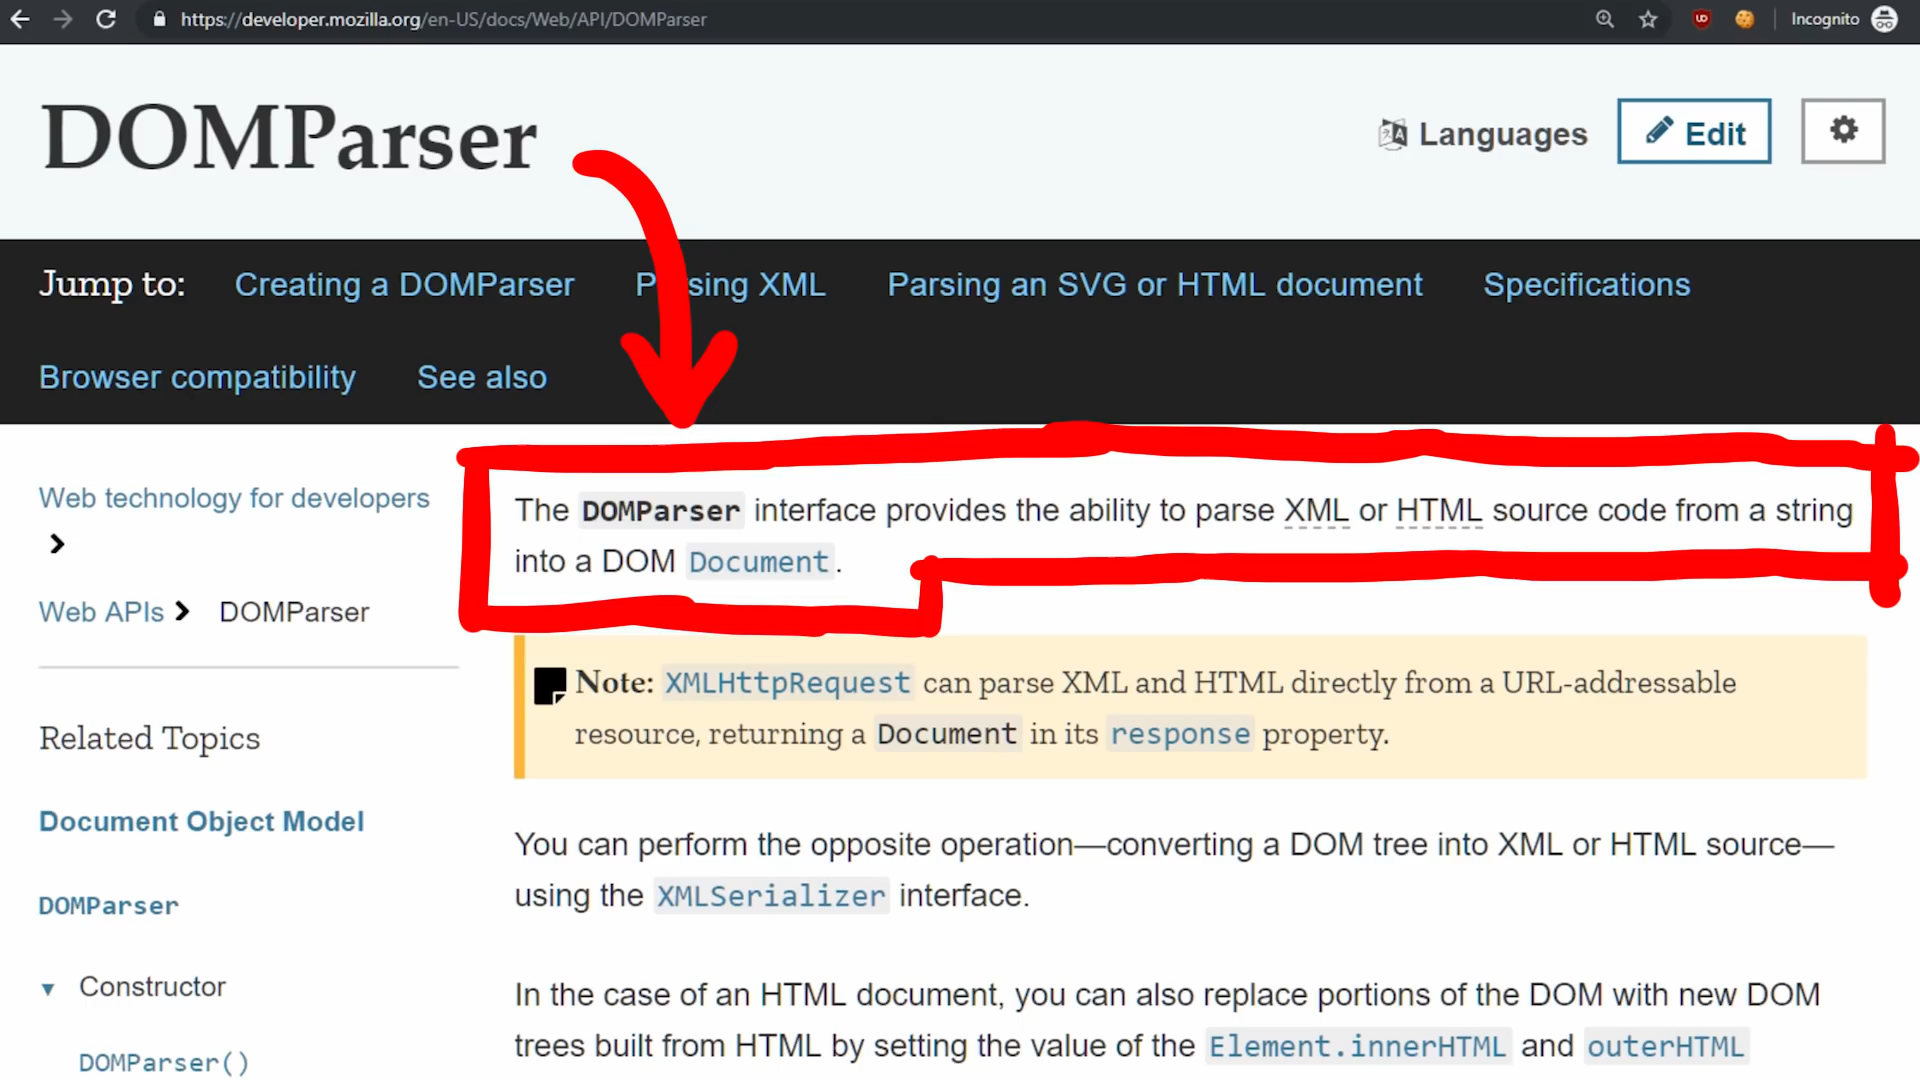 https://developer.mozilla.org/en-US/docs/Web/API/DOMParser
Incognito
DOMParser
Languages
Edit
Jump to: Creating a DOMParser Parsing XML Parsing an SVG or HTML document Specifications
Browser compatibility See also
Web technology for developers
Web APIs DOMParser
Related Topics
Document Object Model
DOMParser
Constructor
DOMParser()
The DOMParser interface provides the ability to parse XML or HTML source code from a string
into a DOM Document.
Note: XMLHttpRequest can parse XML and HTML directly from a URL-addressable
resource, returning a Document in its response property.
You can perform the opposite operation—converting a DOM tree into XML or HTML source—
using the XMLSerializer interface.
In the case of an HTML document, you can also replace portions of the DOM with new DOM
trees built from HTML by setting the value of the Element.innerHTML and outerHTML